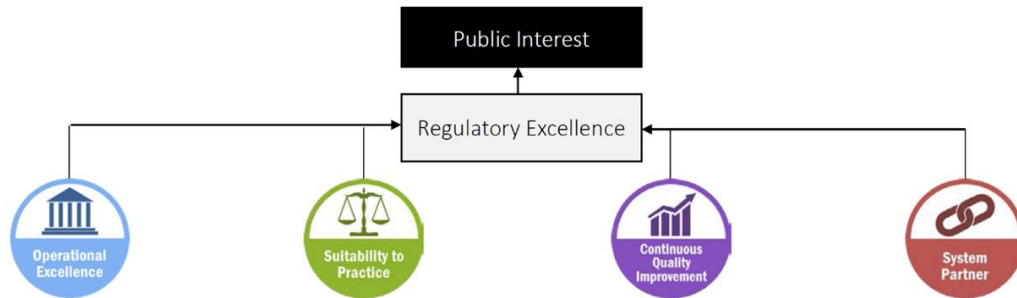 Public Interest
Regulatory Excellence
Operational
Excellence
Suitability to
Practice
Continuous
Quality
Improvement
System
Partner